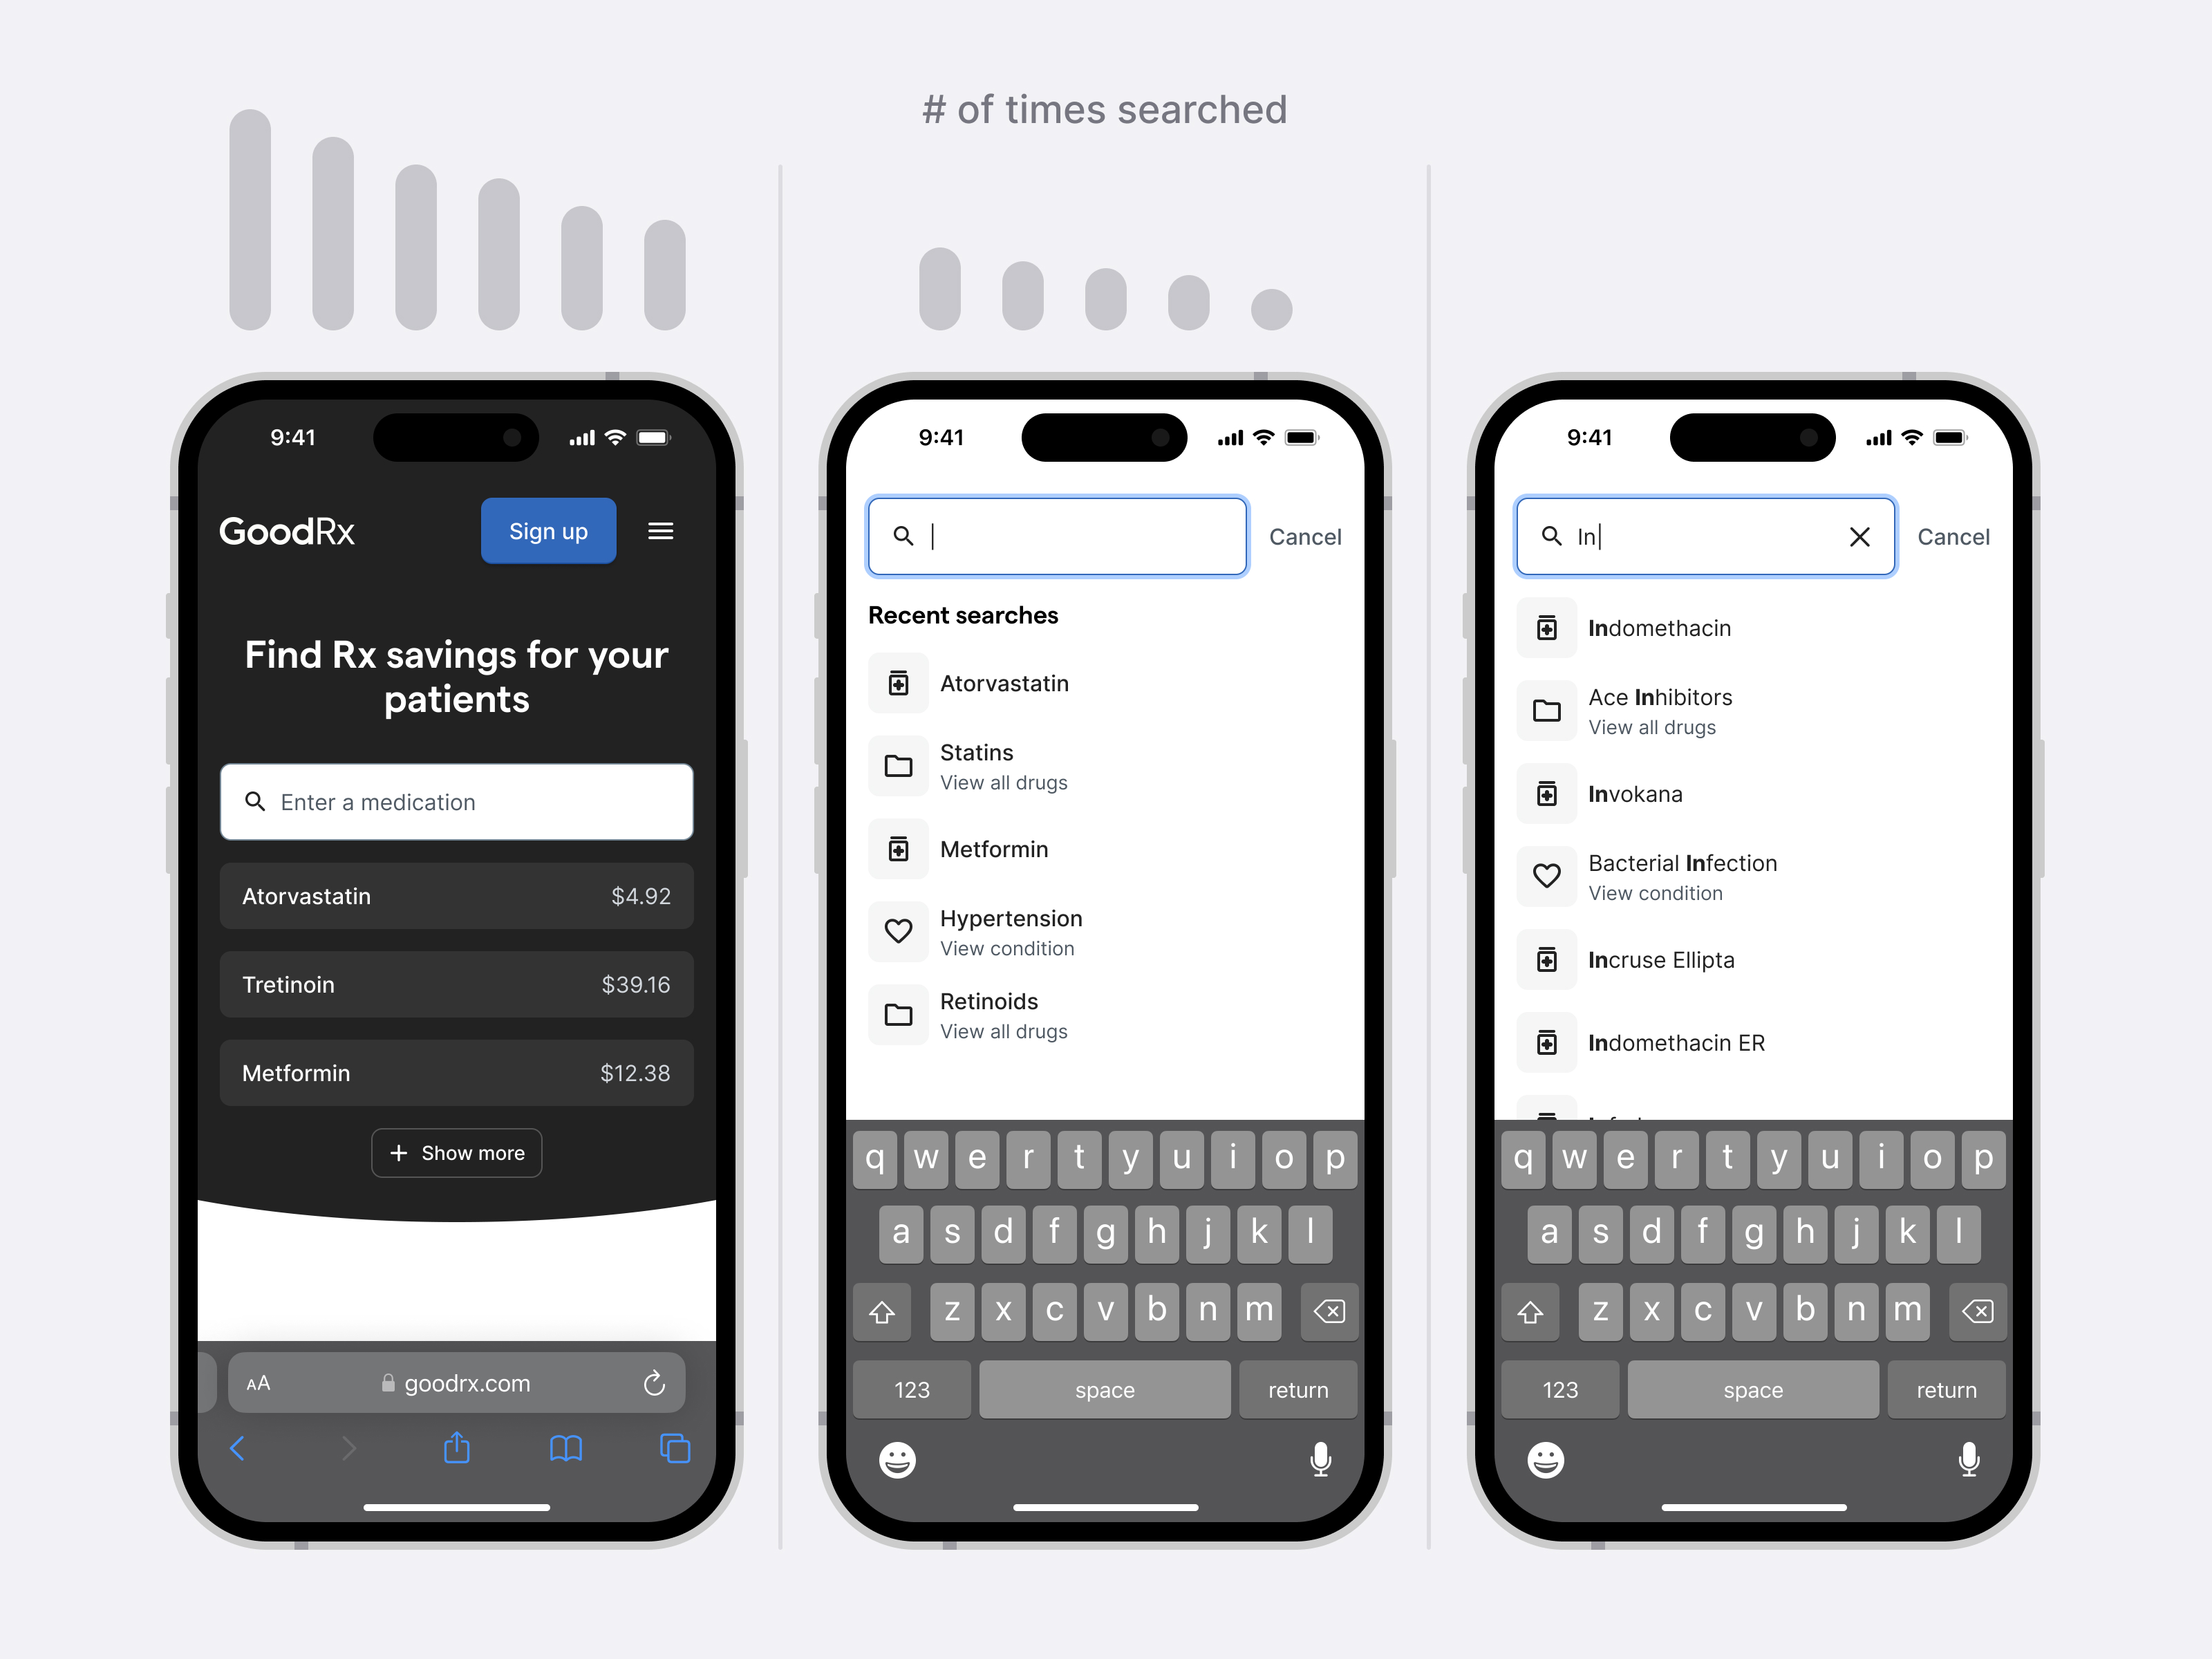 # of times searched
9:41
GoodRx
Sign up
Find Rx savings for your
patients
Enter a medication
Atorvastatin $4.92
Tretinoin $39.16
Metformin $12.38
+ Show more
AA goodrx.com
9:41
Cancel
Recent searches
Atorvastatin
Statins
View all drugs
Metformin
Hypertension
View condition
Retinoids
View all drugs
q w e r t y u i o p
a s d f g h j k l
z x c v b n m
123 space return
9:41
In Cancel
Indomethacin
Ace Inhibitors
View all drugs
Invokana
Bacterial Infection
View condition
Incruse Ellipta
Indomethacin ER
q w e r t y u i o p
a s d f g h j k l
z x c v b n m
123 space return